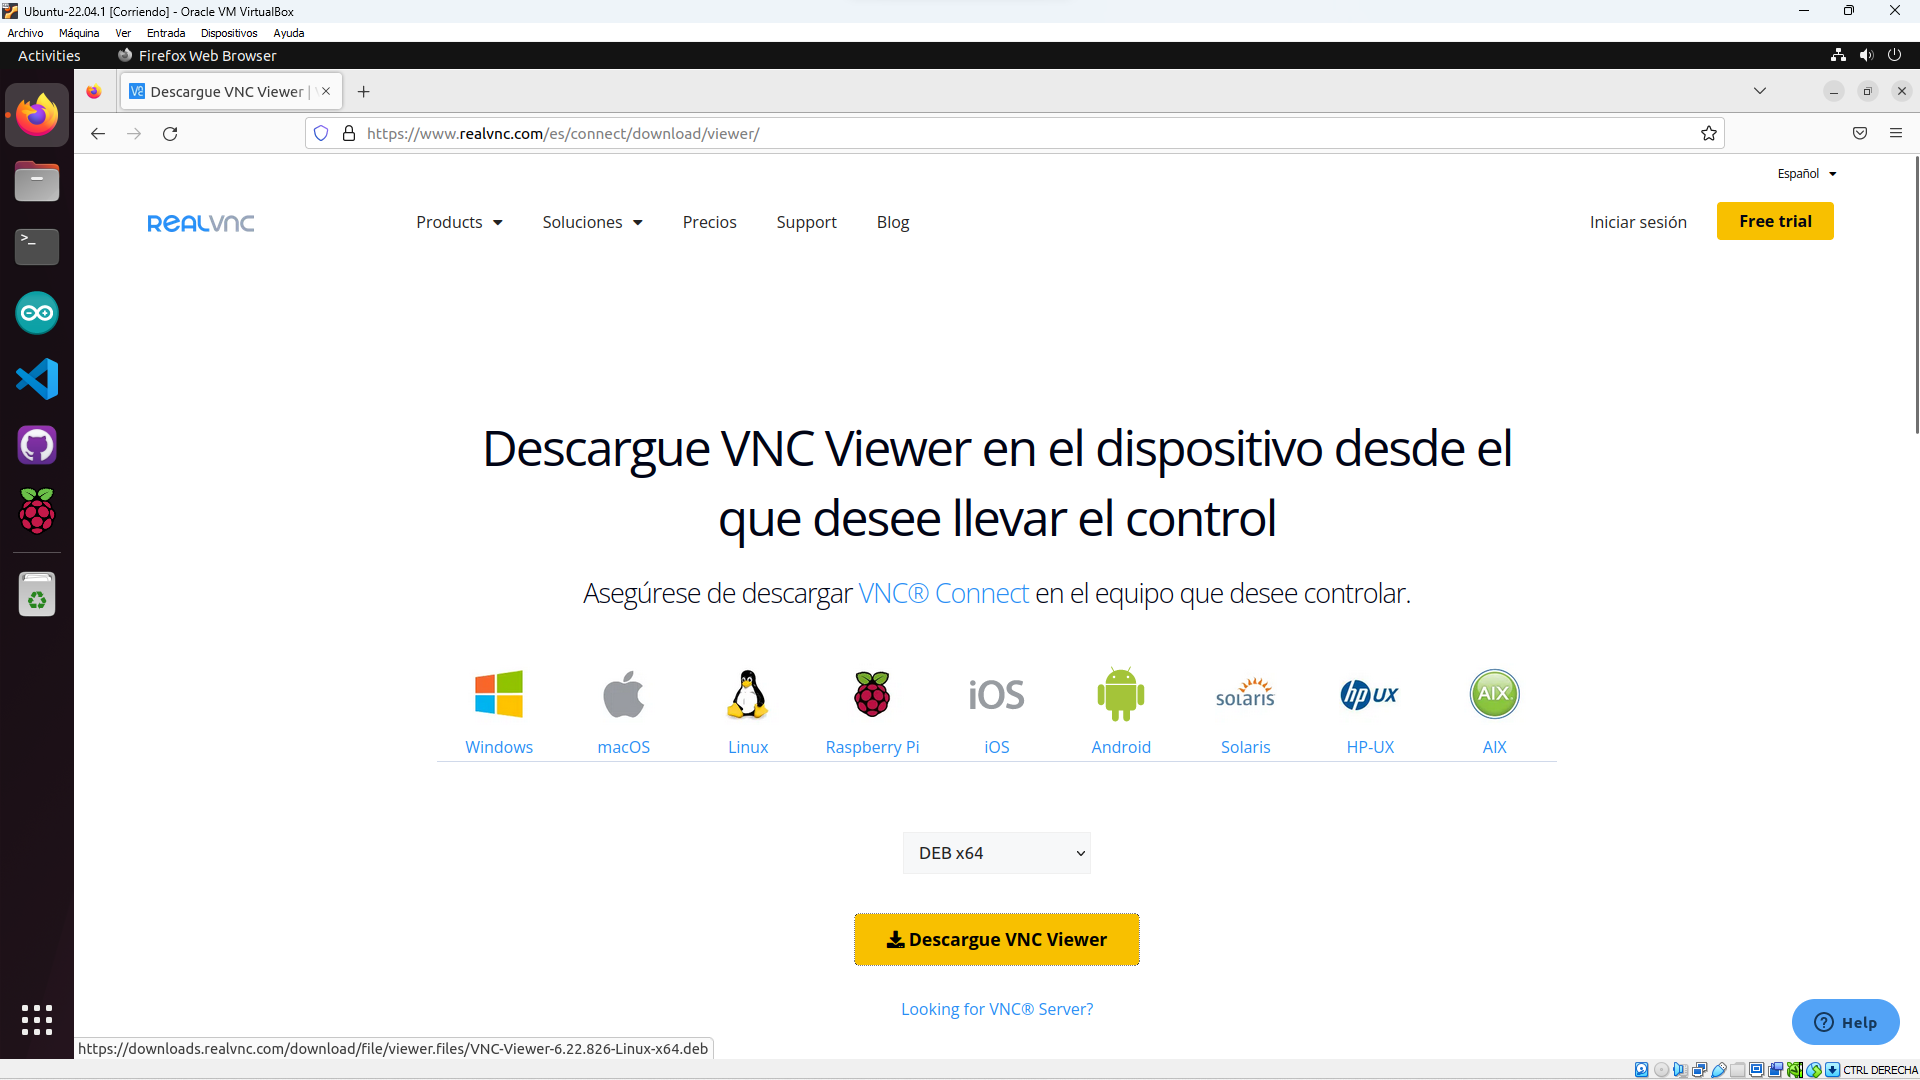 Ubuntu-22.04.1 [Corriendo] - Oracle VM VirtualBox
Archivo Máquina Ver Entrada Dispositivos Ayuda
Activities Firefox Web Browser
Descargue VNC Viewer |
https://www.realvnc.com/es/connect/download/viewer/
Español
REALVNC Products Soluciones Precios Support Blog Iniciar sesión Free trial
Descargue VNC Viewer en el dispositivo desde el
que desee llevar el control
Asegúrese de descargar VNC® Connect en el equipo que desee controlar.
iOS solaris hp UX AIX
Windows macOS Linux Raspberry Pi iOS Android Solaris HP-UX AIX
DEB x64
Descargue VNC Viewer
Looking for VNC® Server?
Help
https://downloads.realvnc.com/download/file/viewer.files/VNC-Viewer-6.22.826-Linux-x64.deb
CTRL DERECHA